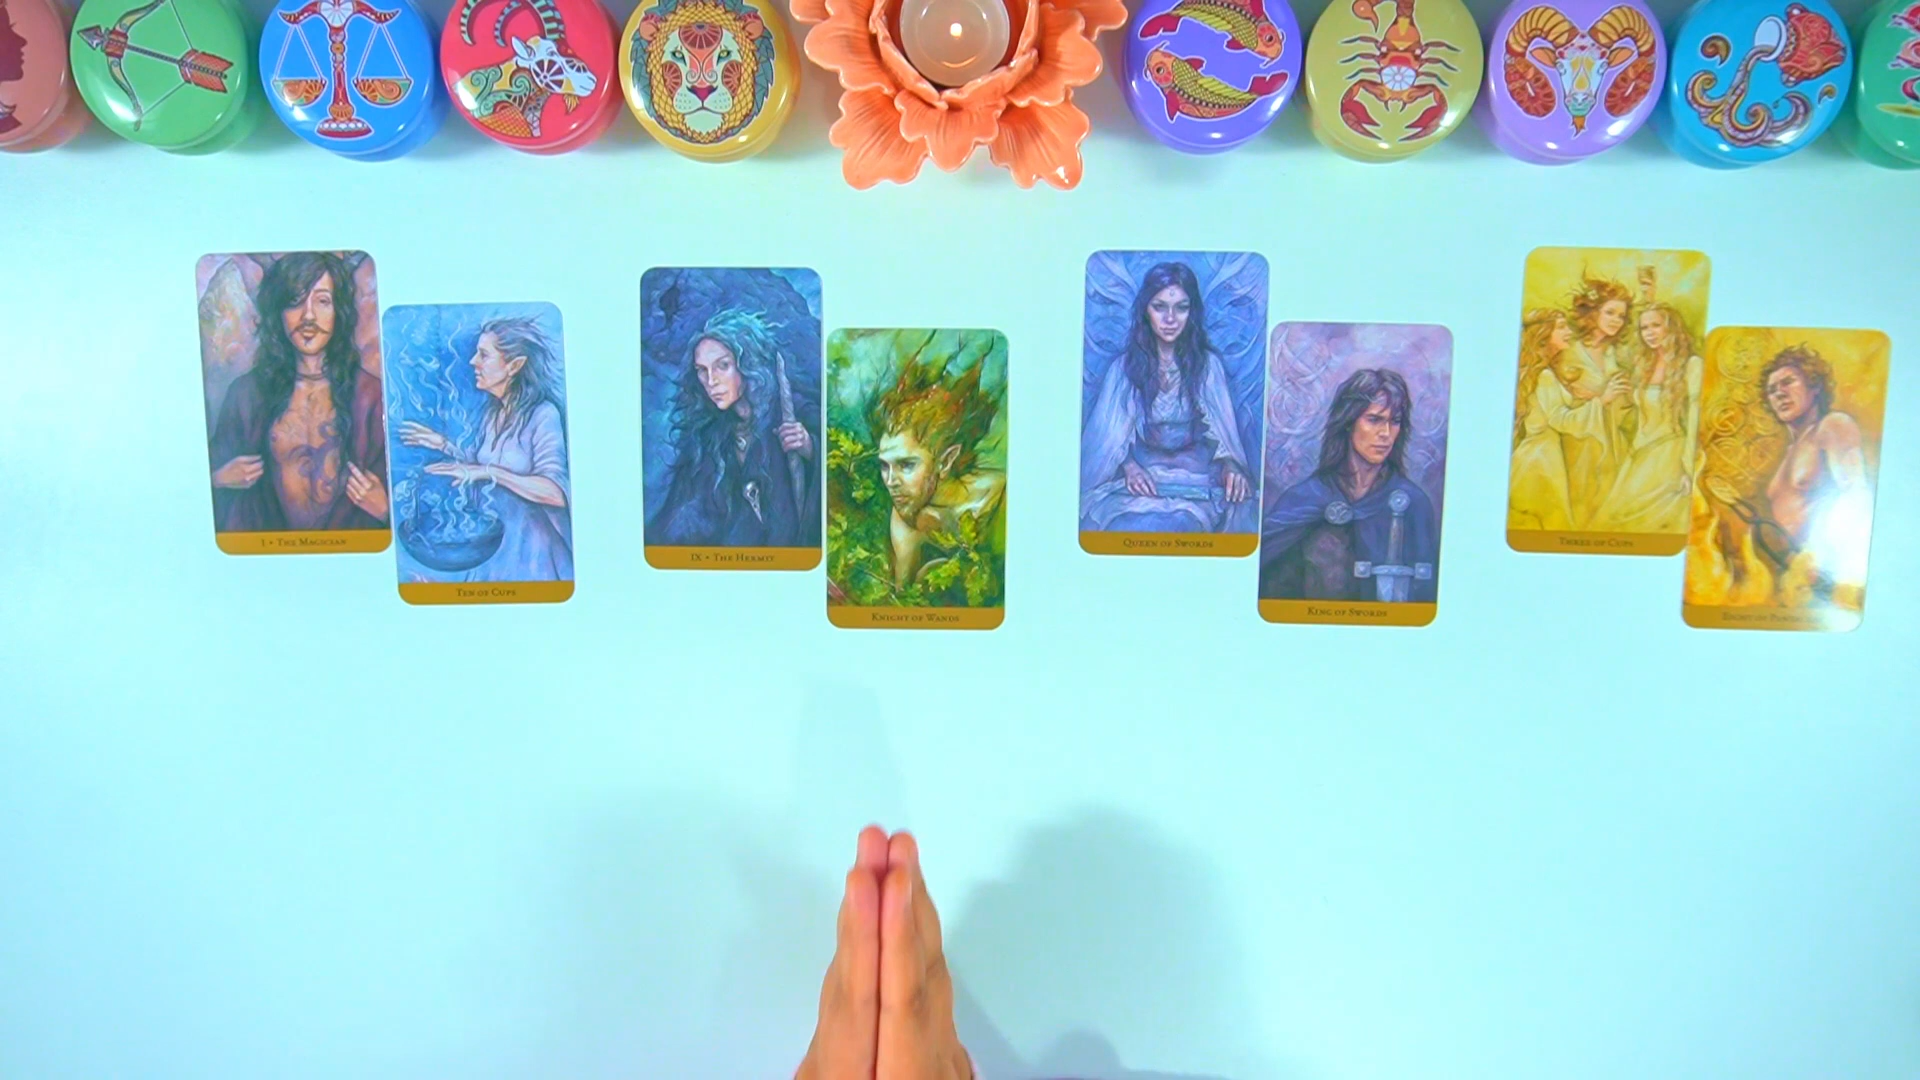 I • The Magician
Ten of Cups
IX • The Hermit
Knight of Wands
Queen of Swords
King of Swords
Three of Cups